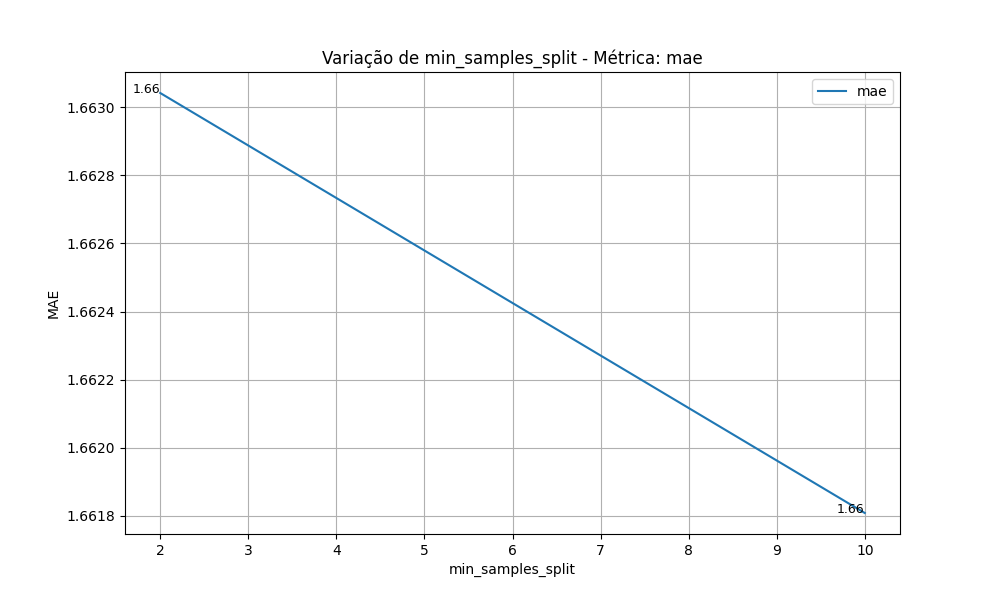 Variação de min_samples_split - Métrica: mae
mae
1.66
1.66
MAE
1.6630
1.6628
1.6626
1.6624
1.6622
1.6620
1.6618
2 3 4 5 6 7 8 9 10
min_samples_split